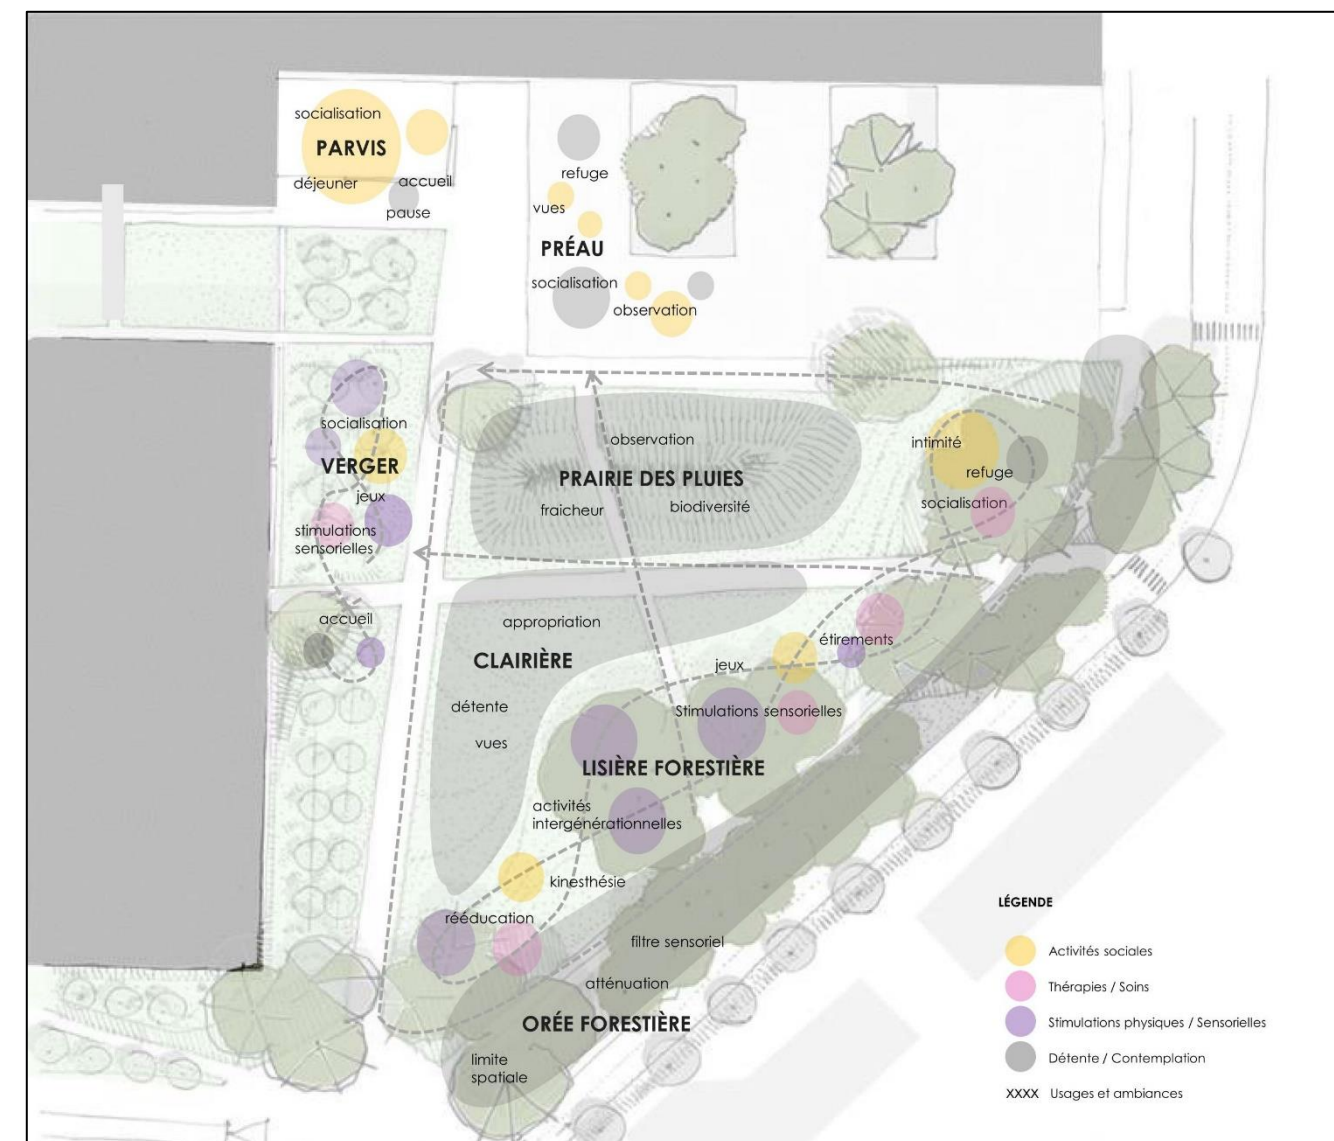 socialisation
PARVIS
déjeuner
accueil
pause
refuge
vues
PRÉAU
socialisation
observation
socialisation
VERGER
jeux
stimulations
sensorielles
accueil
observation
PRAIRIE DES PLUIES
fraicheur
biodiversité
intimité
refuge
socialisation
appropriation
CLAIRIÈRE
détente
vues
étirements
jeux
Stimulations sensorielles
LISIÈRE FORESTIÈRE
activités
intergénérationnelles
kinesthésie
rééducation
filtre sensoriel
atténuation
ORÉE FORESTIÈRE
limite
spatiale
LÉGENDE
Activités sociales
Thérapies / Soins
Stimulations physiques / Sensorielles
Détente / Contemplation
XXXX Usages et ambiances